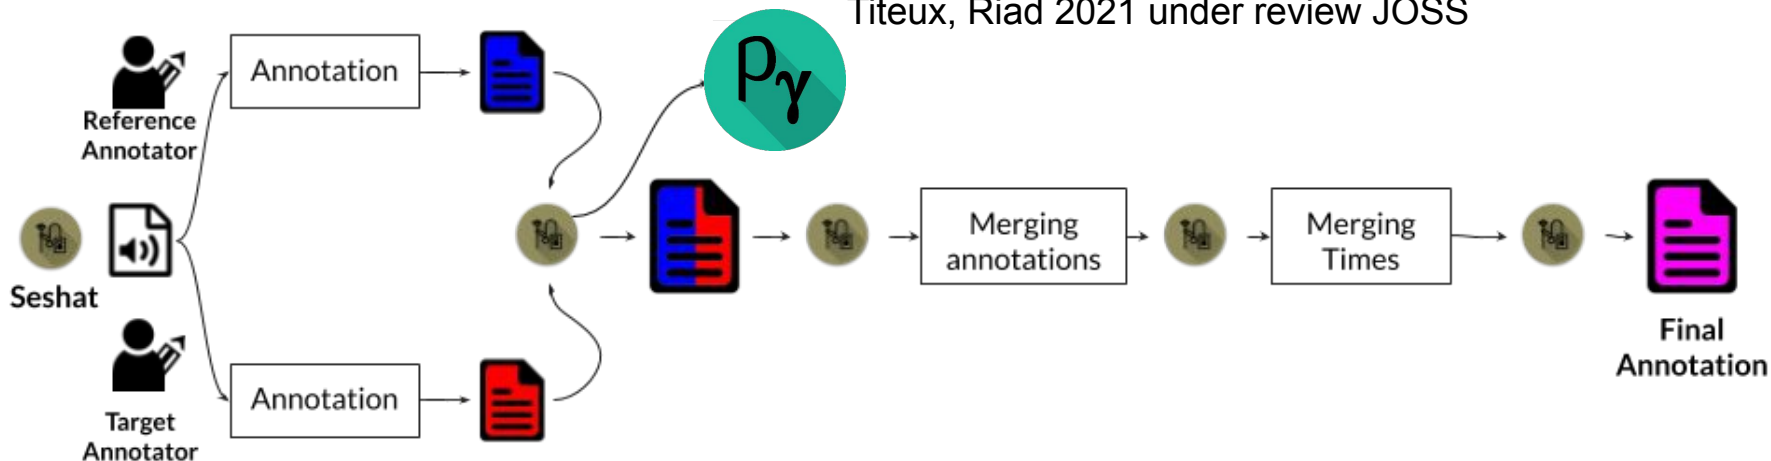 Titeux, Riad 2021 under review JOSS
Annotation
Reference
Annotator
ργ
Seshat
Merging
annotations
Merging
Times
Final
Annotation
Annotation
Target
Annotator